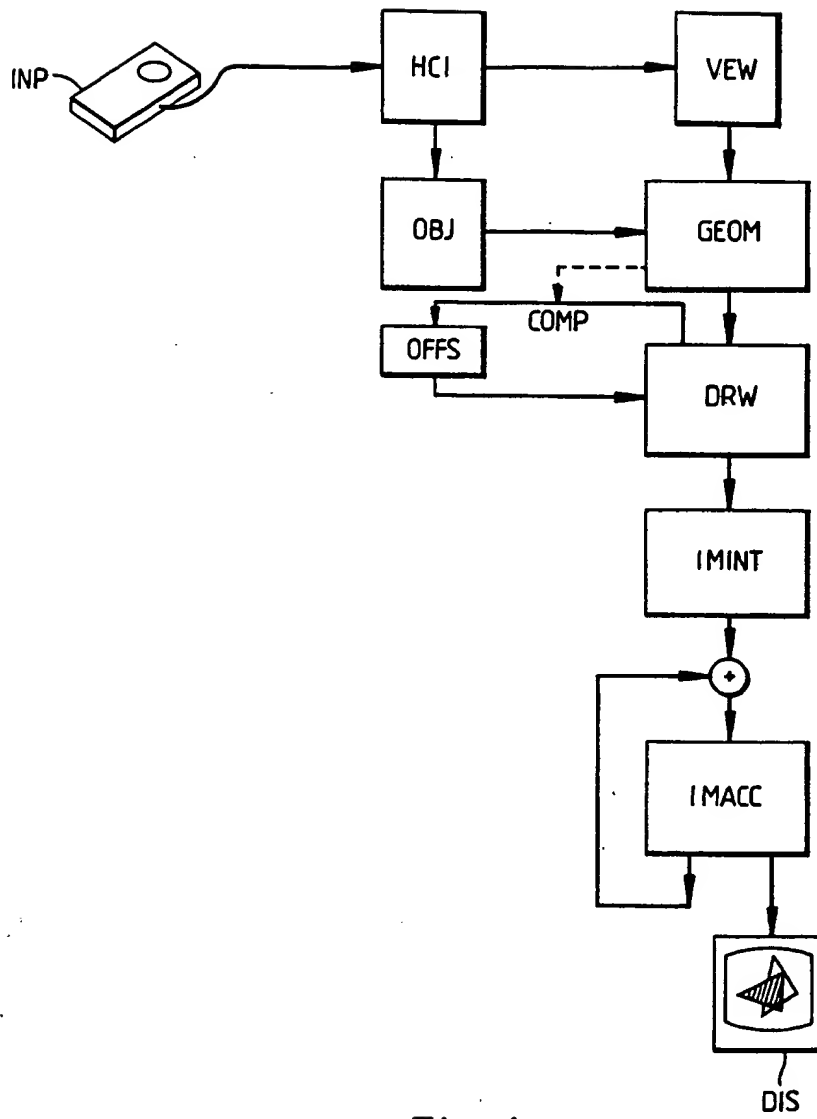 INP
HCI
VEW
OBJ
GEOM
COMP
OFFS
DRW
IMINT
+
IMACC
DIS